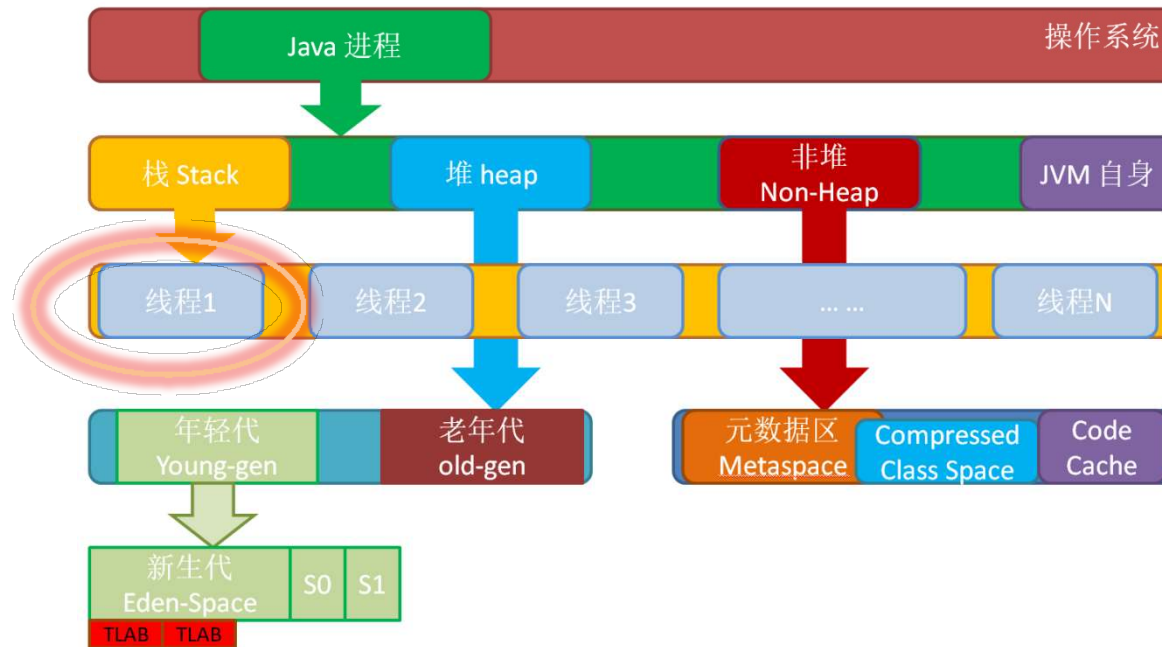 Java 进程
操作系统
栈 Stack
堆 heap
非堆
Non-Heap
JVM 自身
线程1
线程2
线程3
... ...
线程N
年轻代
Young-gen
老年代
old-gen
元数据区
Metaspace
Compressed
Class Space
Code
Cache
新生代
Eden-Space
S0
S1
TLAB
TLAB